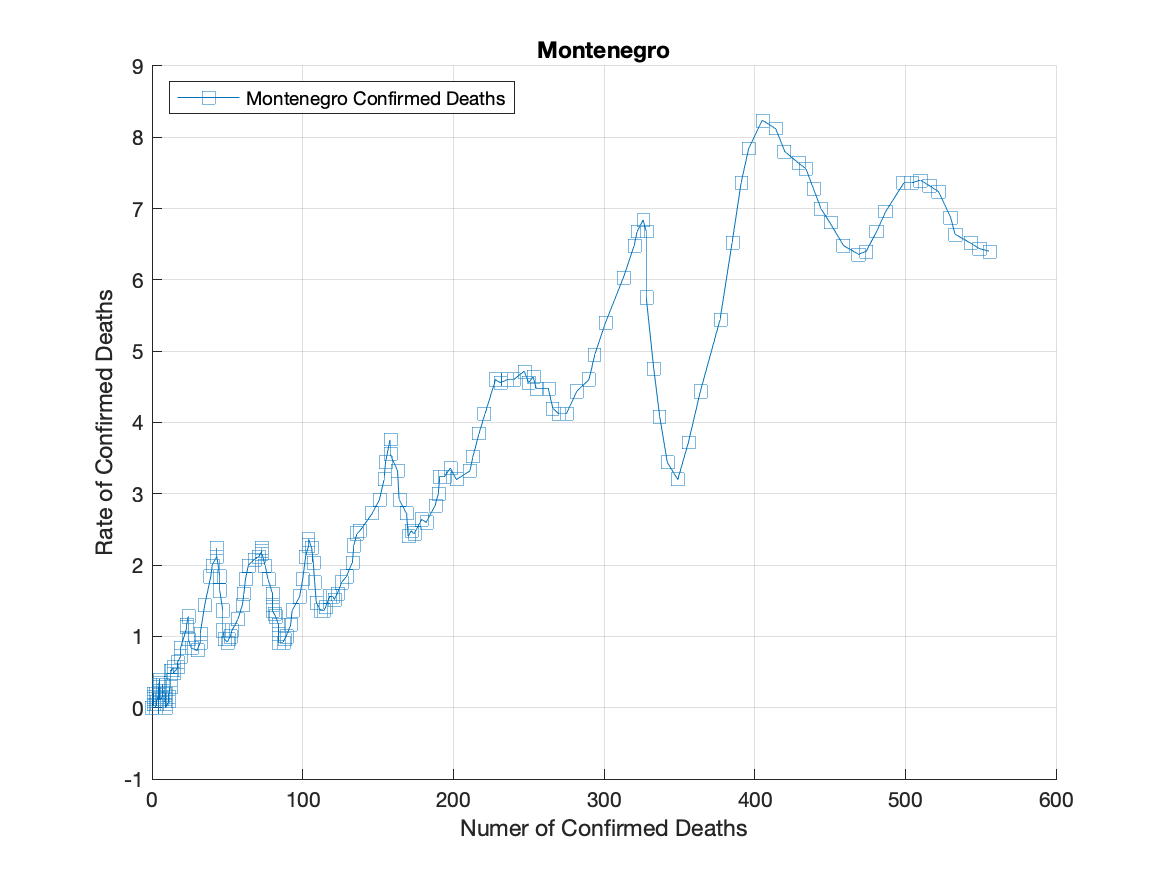 Montenegro
Montenegro Confirmed Deaths
Rate of Confirmed Deaths
9
8
7
6
5
4
3
2
1
0
-1
0 100 200 300 400 500 600
Numer of Confirmed Deaths